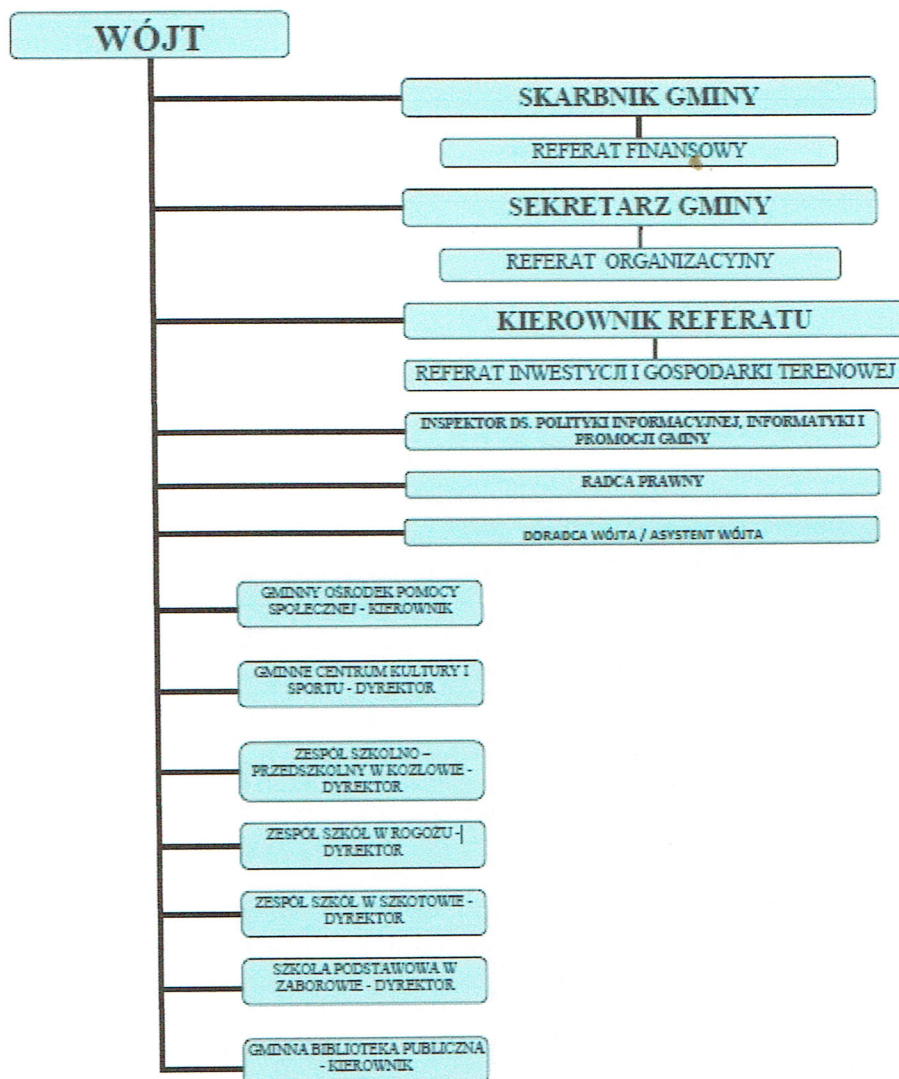 WÓJT
SKARBNIK GMINY
REFERAT FINANSOWY
SEKRETARZ GMINY
REFERAT ORGANIZACYJNY
KIEROWNIK REFERATU
REFERAT INWESTYCJI I GOSPODARKI TERENOWEJ
INSPEKTOR DS. POLITYKI INFORMACYJNEJ, INFORMATYKI I
PROMOCJI GMINY
RADCA PRAWNY
DORADCA WÓJTA / ASYSTENT WÓJTA
GMINNY OŚRODEK POMOCY
SPOŁECZNEJ - KIEROWNIK
GMINNE CENTRUM KULTURY I
SPORTU - DYREKTOR
ZESPÓŁ SZKOLNO –
PRZEDSZKOLNY W KOZŁOWIE -
DYREKTOR
ZESPÓŁ SZKÓŁ W ROGOŻU -
DYREKTOR
ZESPÓŁ SZKÓŁ W SZKOTOWIE -
DYREKTOR
SZKOŁA PODSTAWOWA W
ZABOROWIE - DYREKTOR
GMINNA BIBLIOTEKA PUBLICZNA
- KIEROWNIK